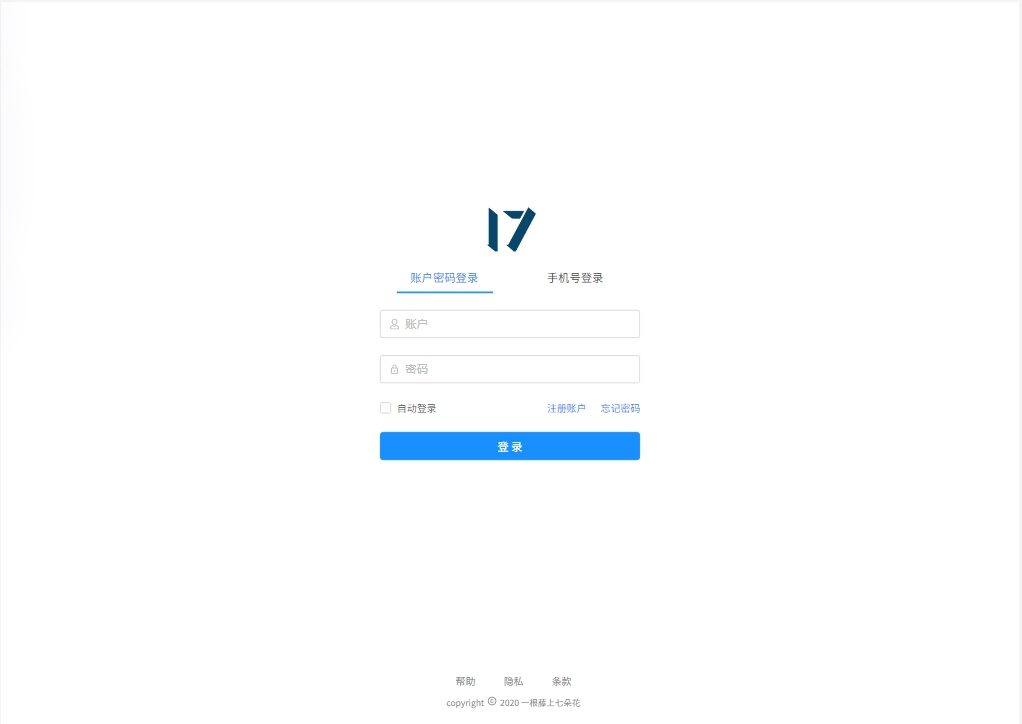 17
账户密码登录 手机号登录
账户
密码
自动登录 注册账户 忘记密码
登 录
帮助 隐私 条款
copyright © 2020 一根藤上七朵花